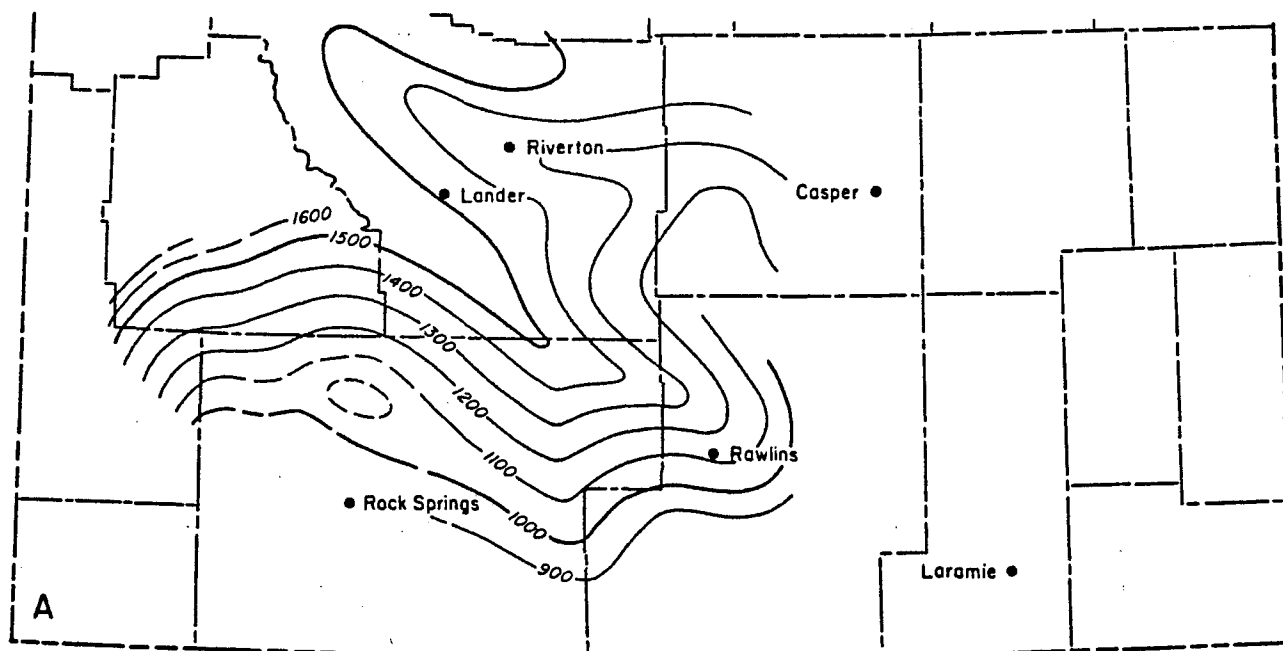 Riverton
Lander
Casper
1600
1500
1400
1300
1200
Rawlins
1100
Rock Springs
1000
900
Laramie
A